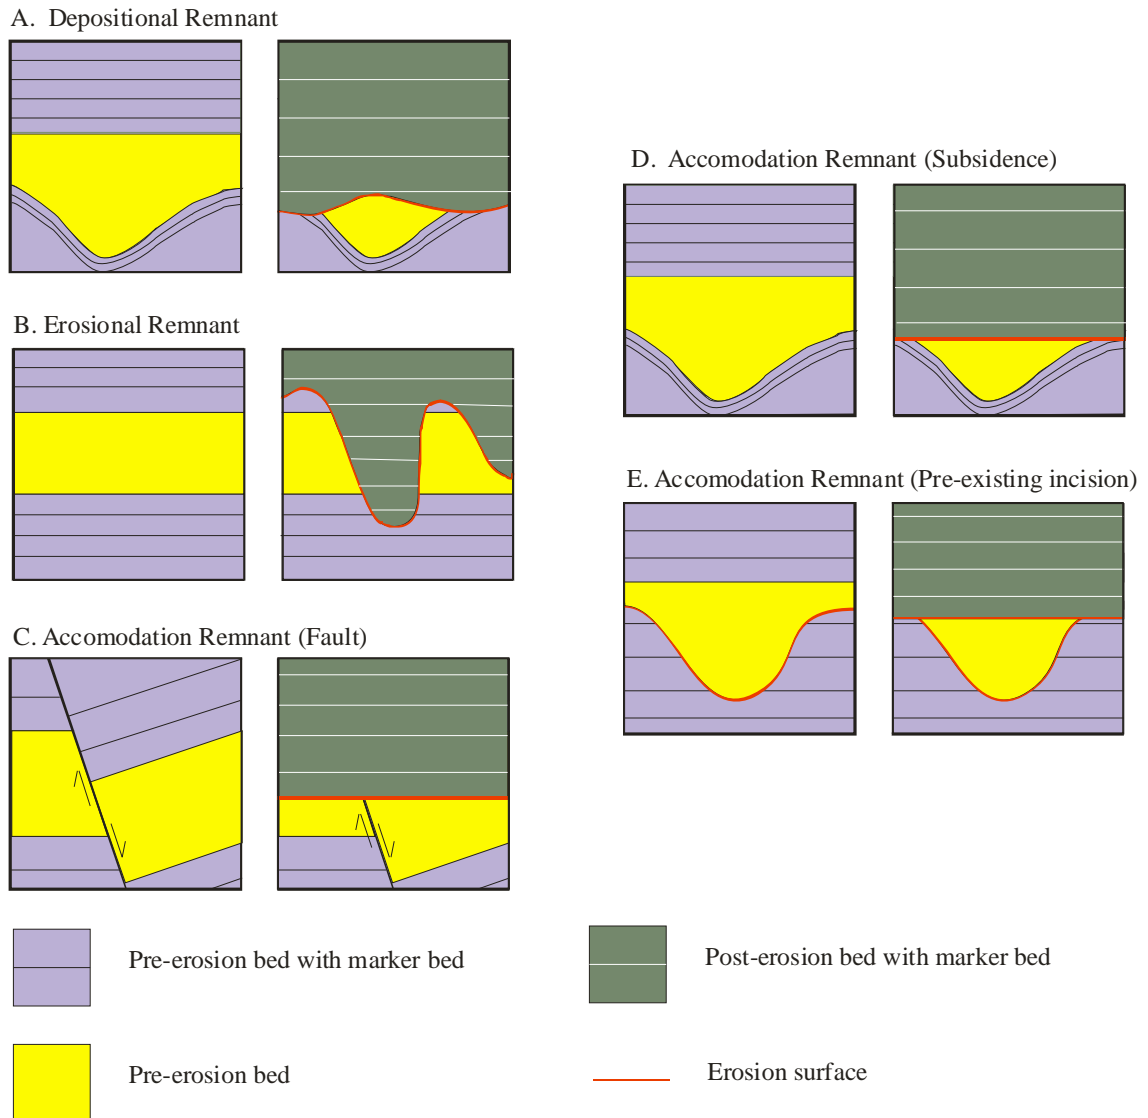 A. Depositional Remnant
B. Erosional Remnant
C. Accomodation Remnant (Fault)
D. Accomodation Remnant (Subsidence)
E. Accomodation Remnant (Pre-existing incision)
Pre-erosion bed with marker bed
Post-erosion bed with marker bed
Pre-erosion bed
Erosion surface